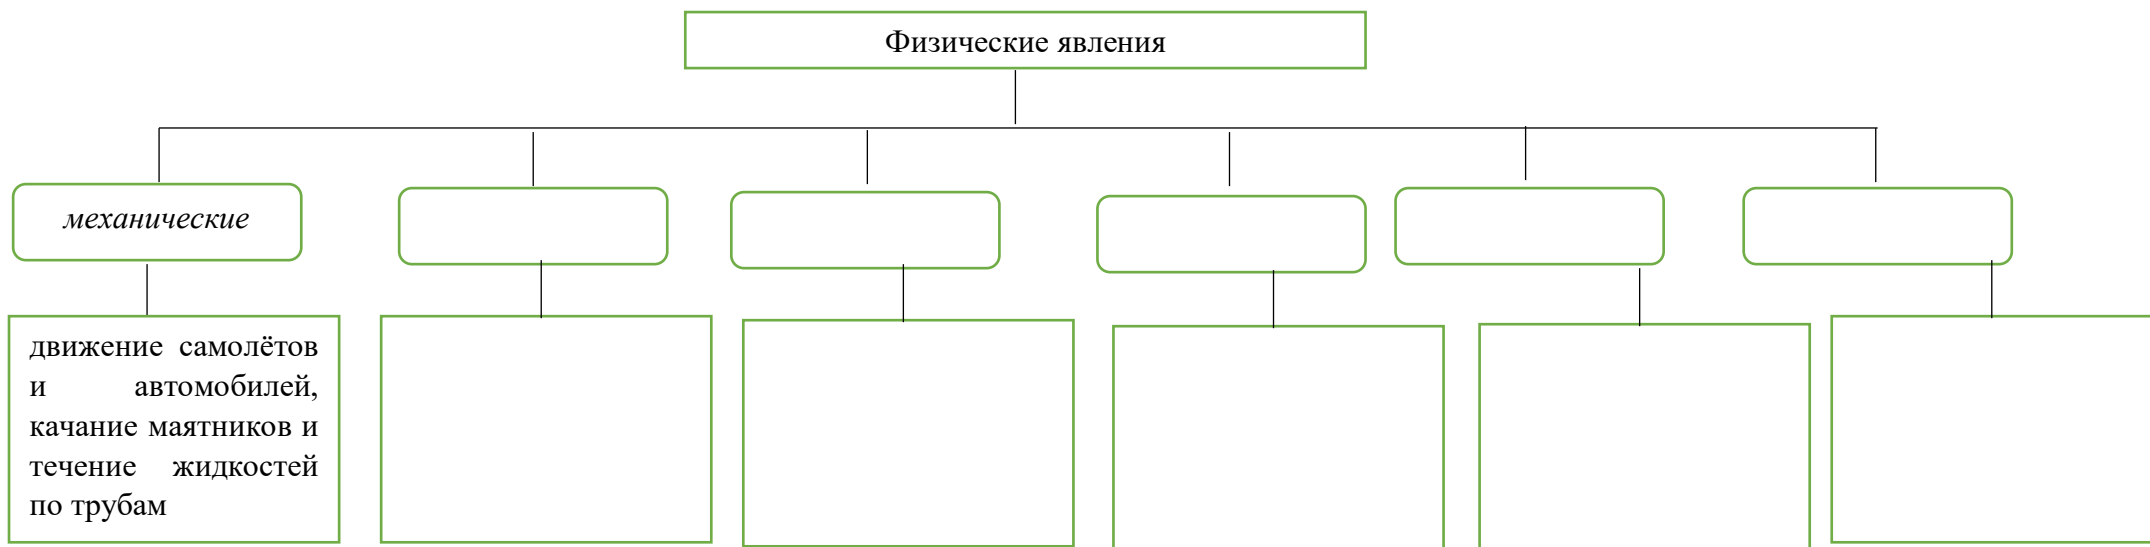 Физические явления
механические
движение самолётов
и автомобилей,
качание маятников и
течение жидкостей
по трубам